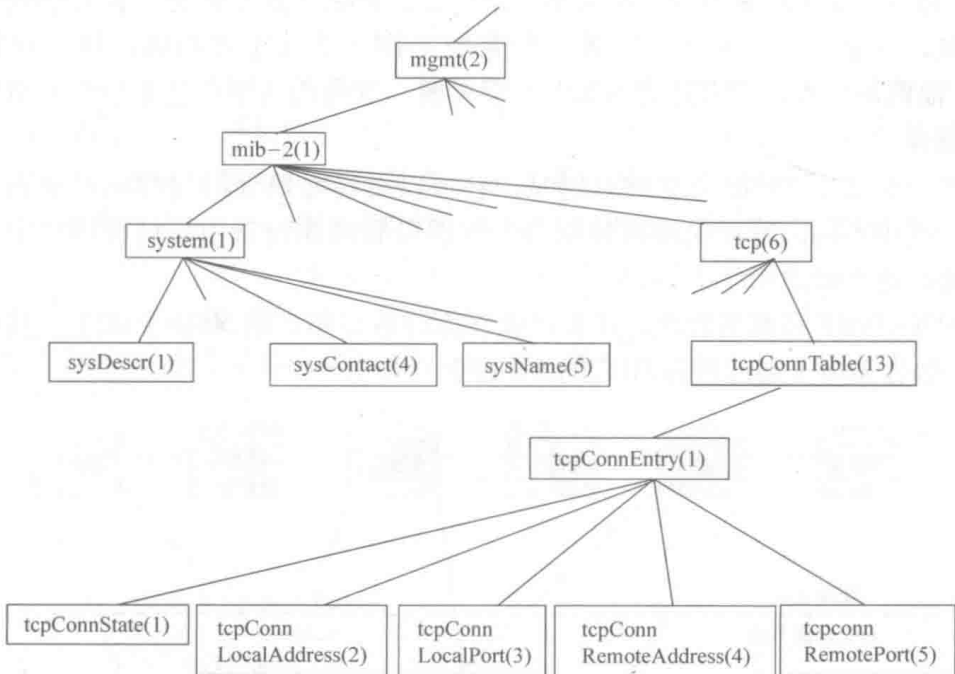 mgmt(2)
mib-2(1)
system(1)
tcp(6)
sysDescr(1)
sysContact(4)
sysName(5)
tcpConnTable(13)
tcpConnEntry(1)
tcpConnState(1)
tcpConn
LocalAddress(2)
tcpConn
LocalPort(3)
tcpConn
RemoteAddress(4)
tcpconn
RemotePort(5)